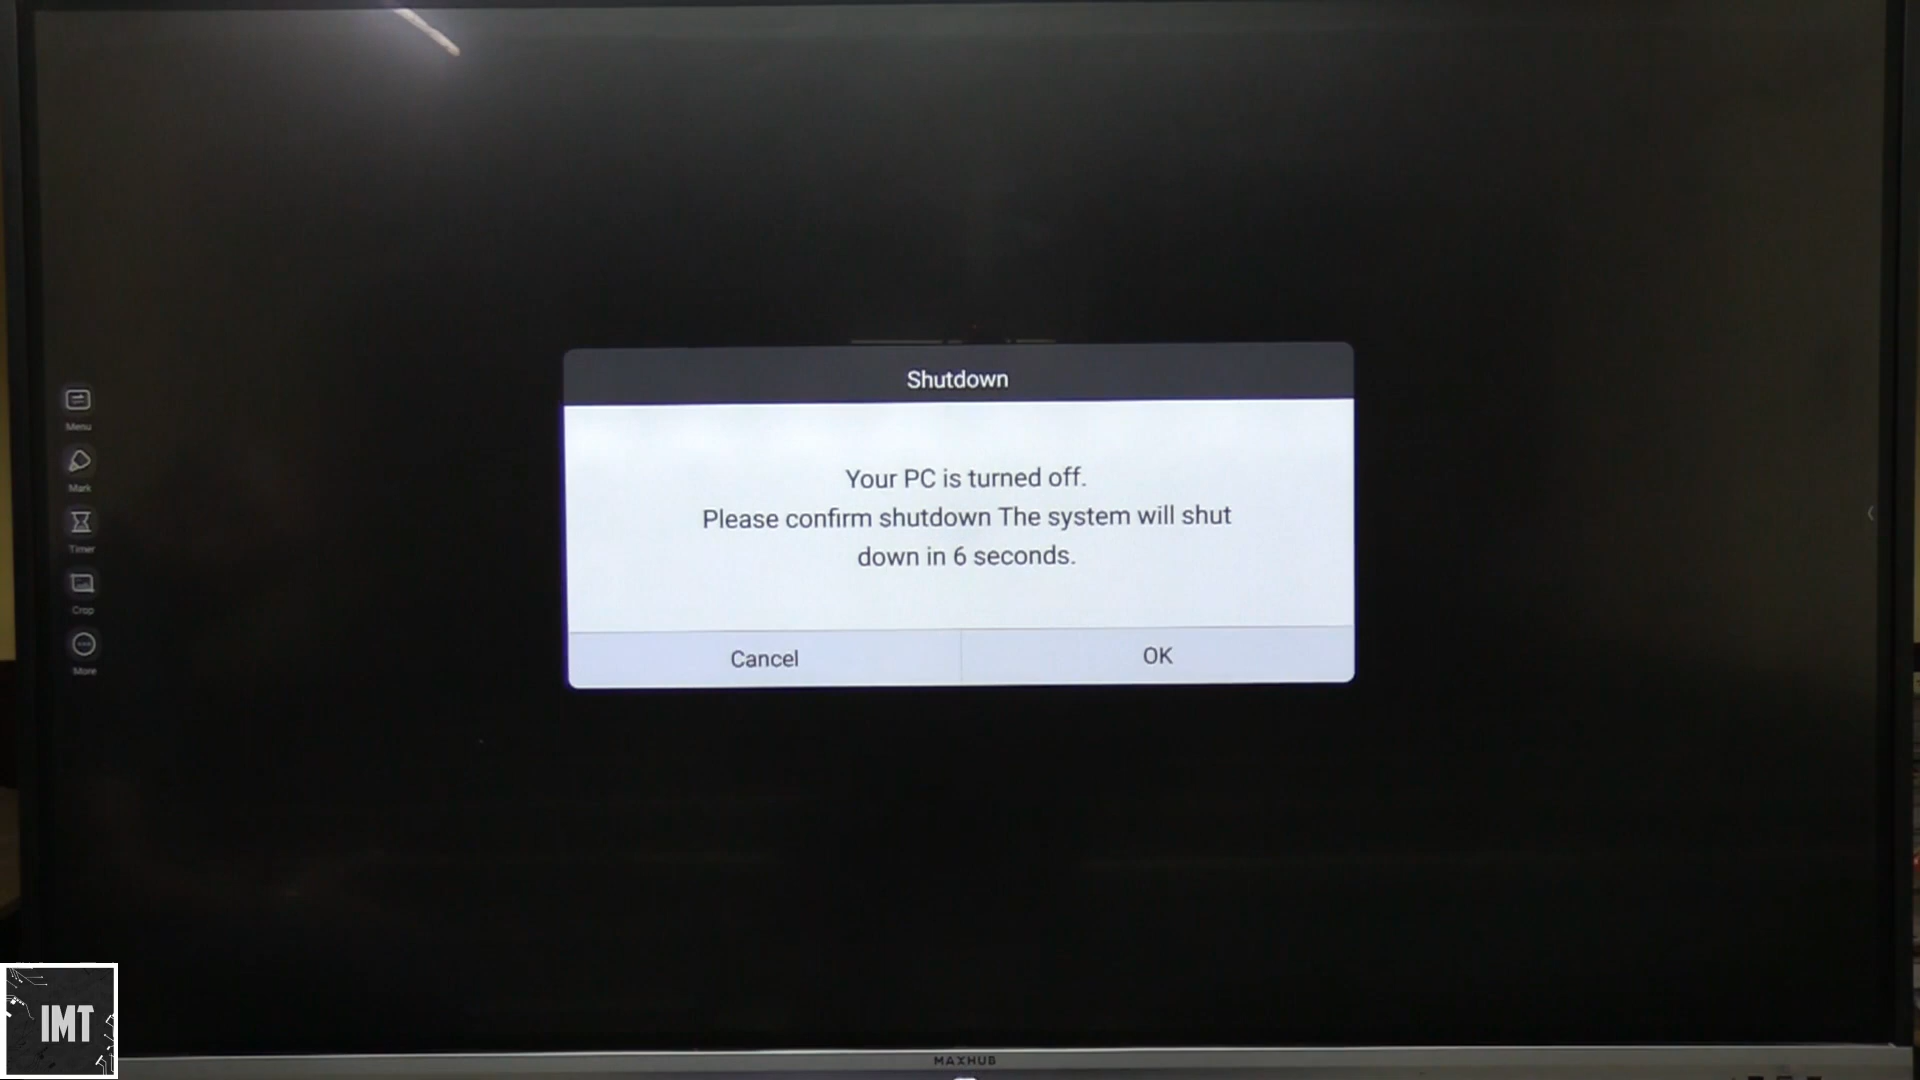 Shutdown
Your PC is turned off.
Please confirm shutdown The system will shut
down in 6 seconds.
Cancel
OK
Menu
Mark
Timer
Crop
More
IMT
MAXHUB